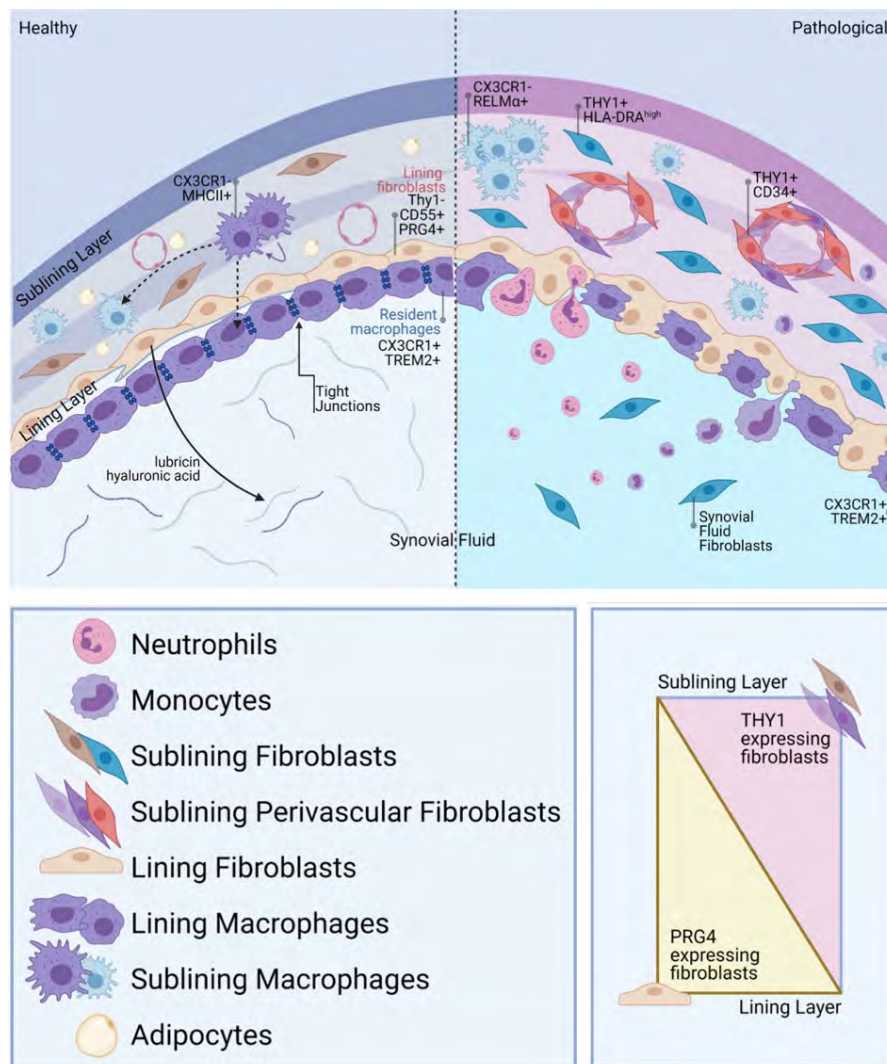 Healthy
Pathological
CX3CR1-
RELMα+
THY1+
HLA-DRAhigh
CX3CR1-
MHCII+
Lining
fibroblasts
Thy1-
CD55+
PRG4+
THY1+
CD34+
Sublining Layer
Resident
macrophages
CX3CR1+
TREM2+
Tight
Junctions
Lining Layer
lubricin
hyaluronic acid
Synovial Fluid
Synovial
Fluid
Fibroblasts
CX3CR1+
TREM2+
Neutrophils
Monocytes
Sublining Fibroblasts
Sublining Perivascular Fibroblasts
Lining Fibroblasts
Lining Macrophages
Sublining Macrophages
Adipocytes
Sublining Layer
THY1
expressing
fibroblasts
PRG4
expressing
fibroblasts
Lining Layer